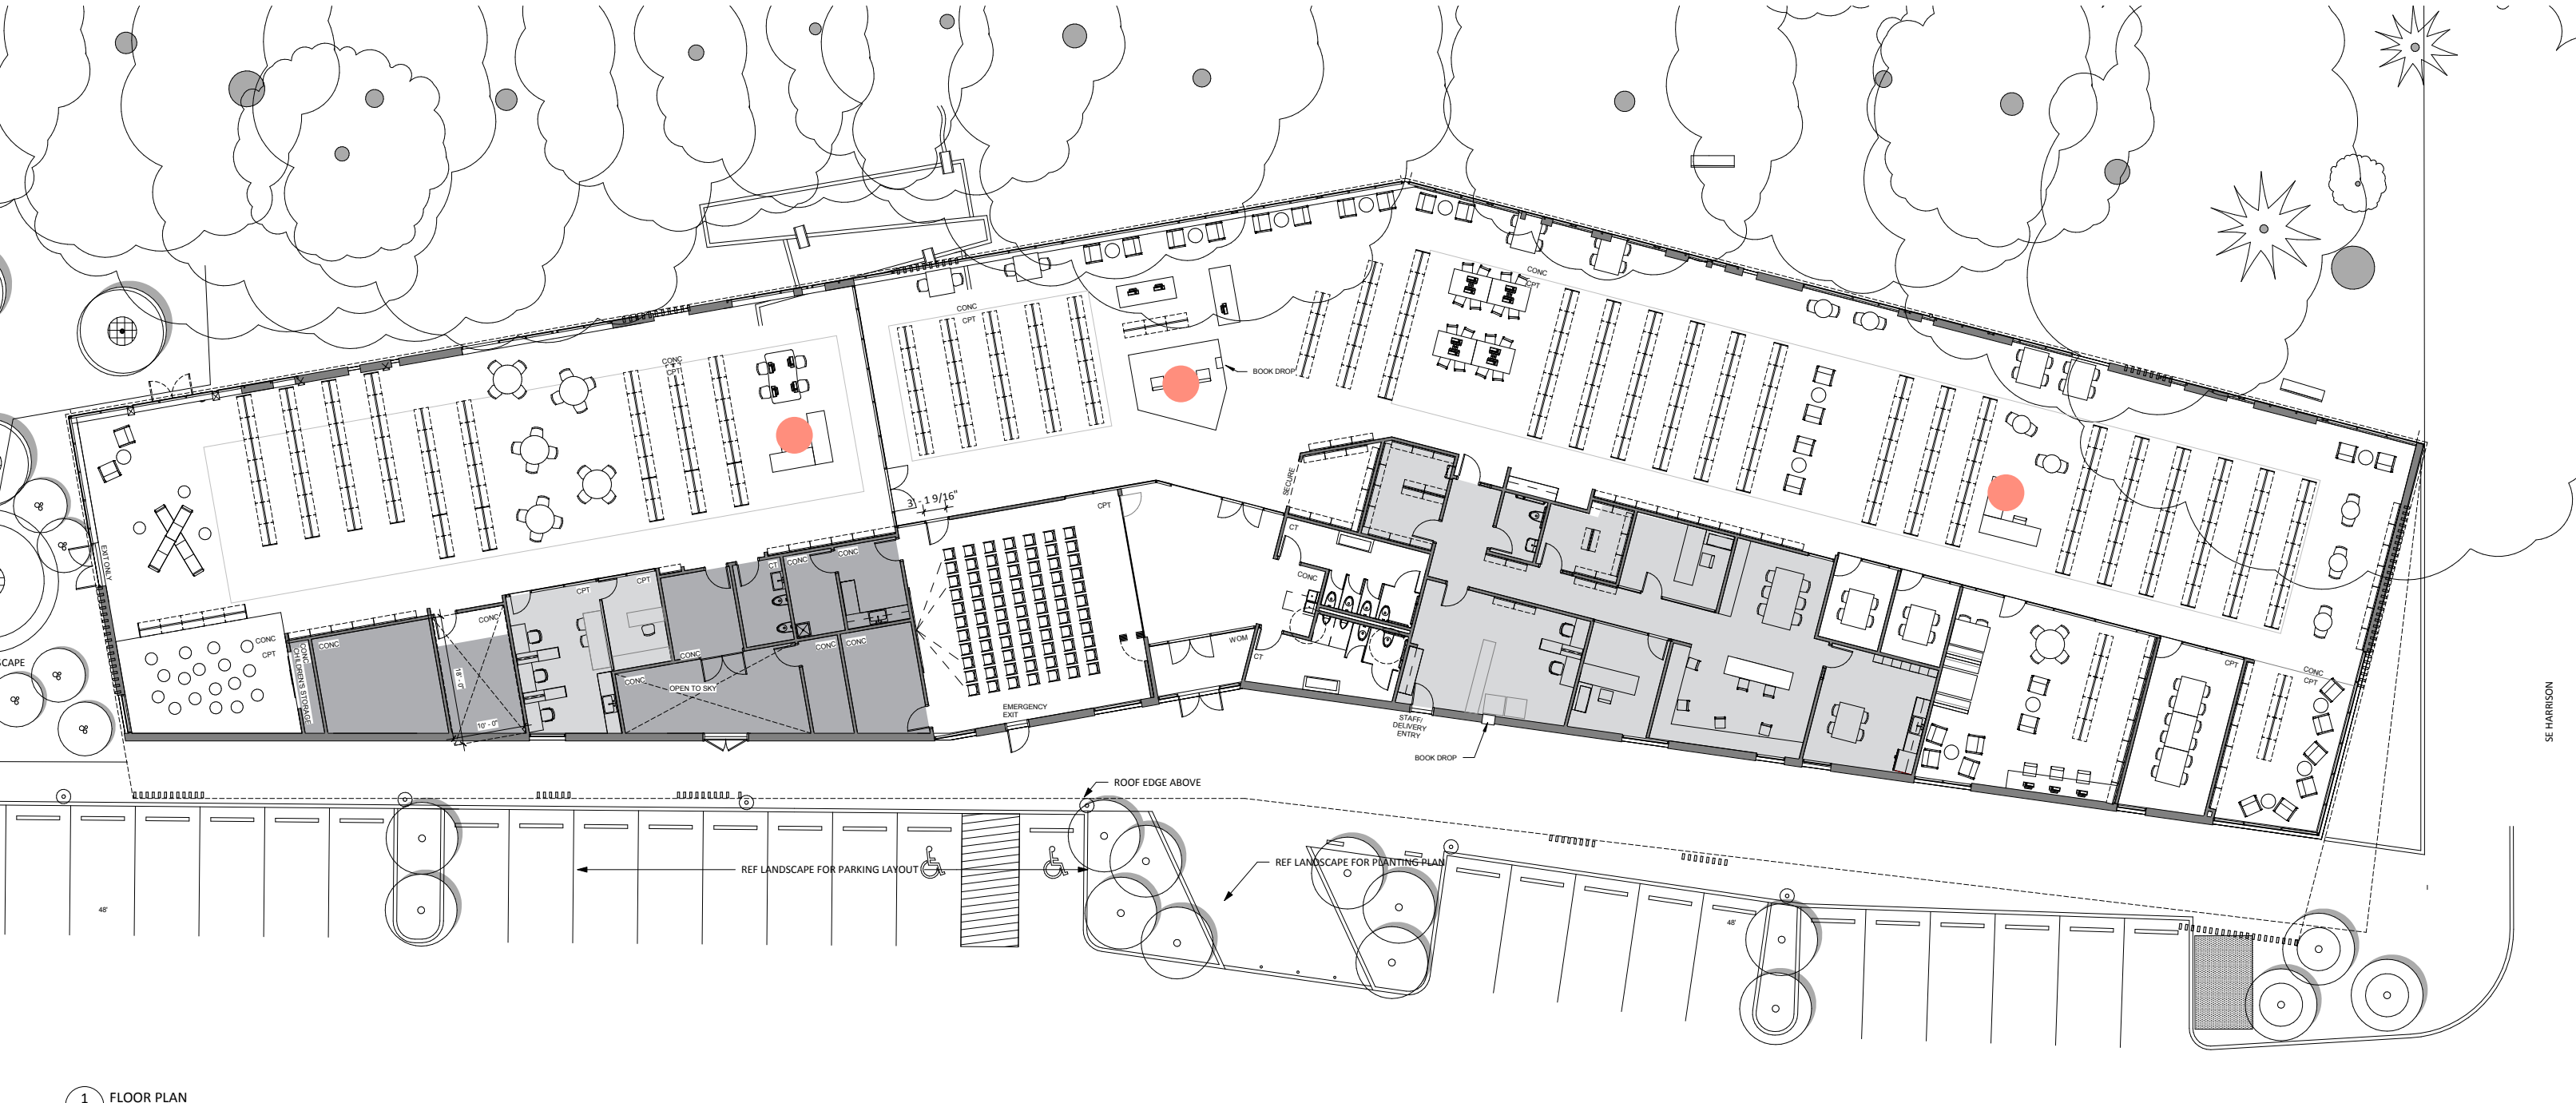 CONC
CPT
CONC
CPT
BOOK DROP
CONC
CPT
3' - 1 9/16"
CPT
SECURE
CT
CONC
EXIT ONLY
CPT
CPT
CT
CONC
CONC
CONC
CPT
CONC
CHILDREN'S STORAGE
CONC
CONC
18' - 0"
10' - 0"
CONC
CONC
OPEN TO SKY
CONC
CONC
EMERGENCY
EXIT
WOM
CT
STAFF/
DELIVERY
ENTRY
BOOK DROP
CPT
CONC
CPT
SE HARRISON
SCAPE
ROOF EDGE ABOVE
REF LANDSCAPE FOR PARKING LAYOUT
REF LANDSCAPE FOR PLANTING PLAN
48'
48'
1 FLOOR PLAN